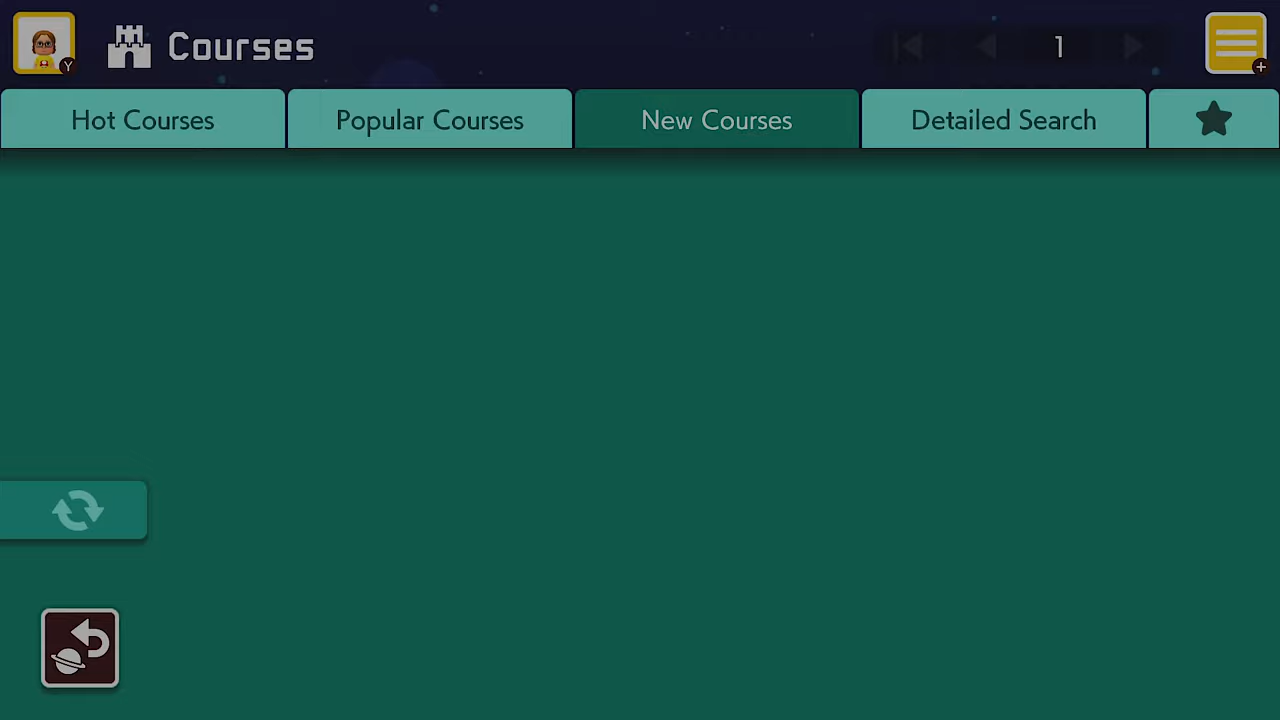 Courses
1
Y
+
Hot Courses
Popular Courses
New Courses
Detailed Search